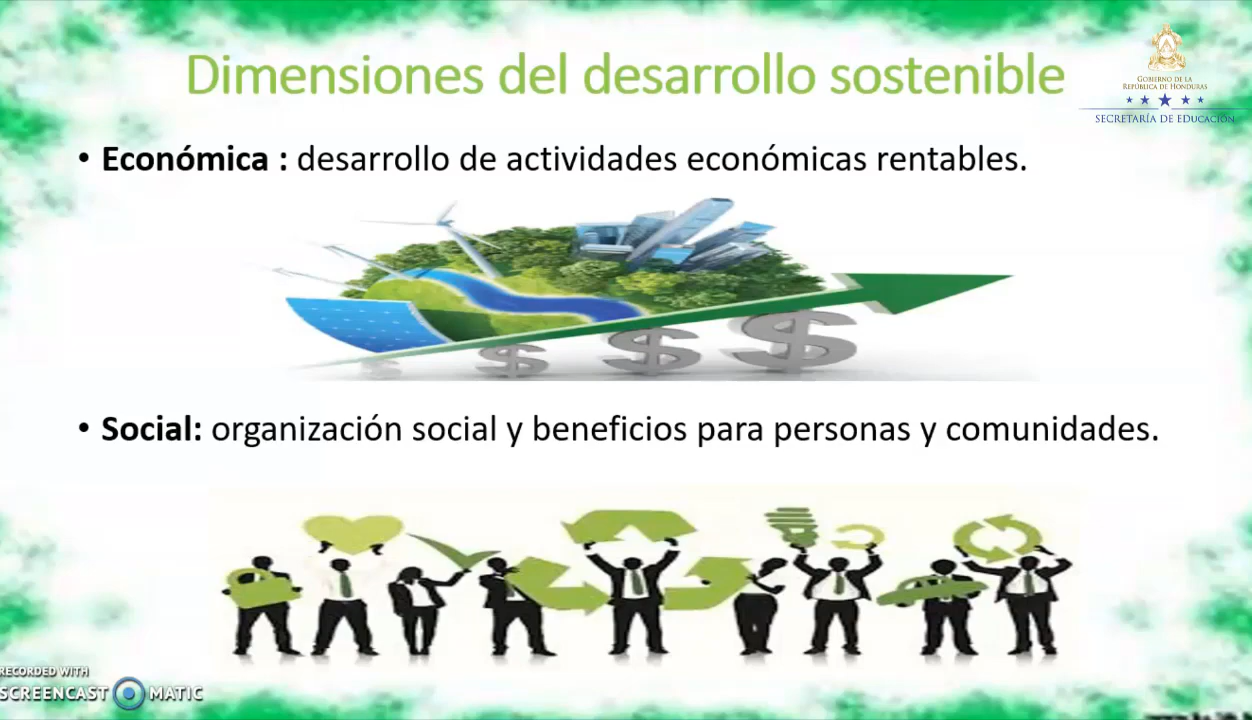 Dimensiones del desarrollo sostenible
GOBIERNO DE LA
REPÚBLICA DE HONDURAS
SECRETARÍA DE EDUCACIÓN
• Económica : desarrollo de actividades económicas rentables.
$ $ $ $
• Social: organización social y beneficios para personas y comunidades.
RECORDED WITH
SCREENCAST MATIC